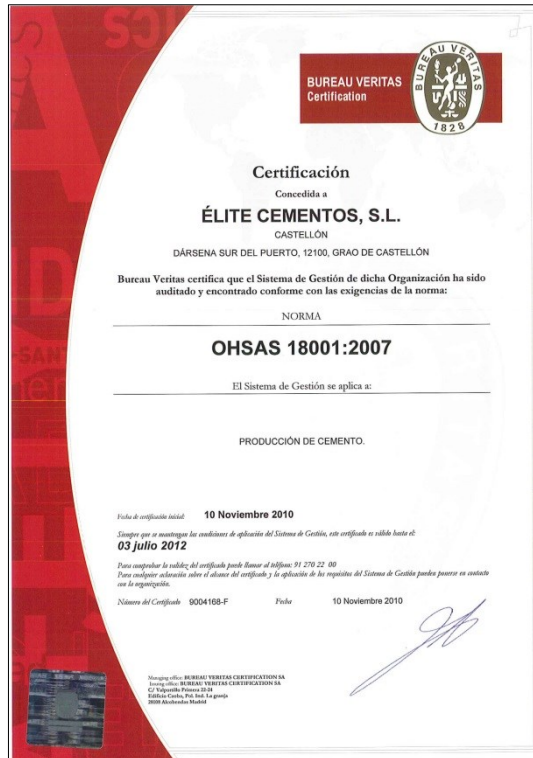 BUREAU VERITAS
Certification
BUREAU VERITAS
1828
Certificación
Concedida a
ÉLITE CEMENTOS, S.L.
CASTELLÓN
DÁRSENA SUR DEL PUERTO, 12100, GRAO DE CASTELLÓN
Bureau Veritas certifica que el Sistema de Gestión de dicha Organización ha sido
auditado y encontrado conforme con las exigencias de la norma:
NORMA
OHSAS 18001:2007
El Sistema de Gestión se aplica a:
PRODUCCIÓN DE CEMENTO.
Fecha de certificación inicial: 10 Noviembre 2010
Siempre que se mantengan las condiciones de aplicación del Sistema de Gestión, este certificado es válido hasta el:
03 julio 2012
Para comprobar la validez del certificado puede llamar al teléfono: 91 270 22 00
Para cualquier aclaración sobre el alcance del certificado y la aplicación de los requisitos del Sistema de Gestión pueden ponerse en contacto
con la organización.
Número del Certificado 9004168-F Fecha 10 Noviembre 2010
Managing office: BUREAU VERITAS CERTIFICATION SA
Issuing office: BUREAU VERITAS CERTIFICATION SA
C/ Valportillo Primera 22-24
Edificio Caoba, Pol. Ind. La granja
Alcobendas Madrid